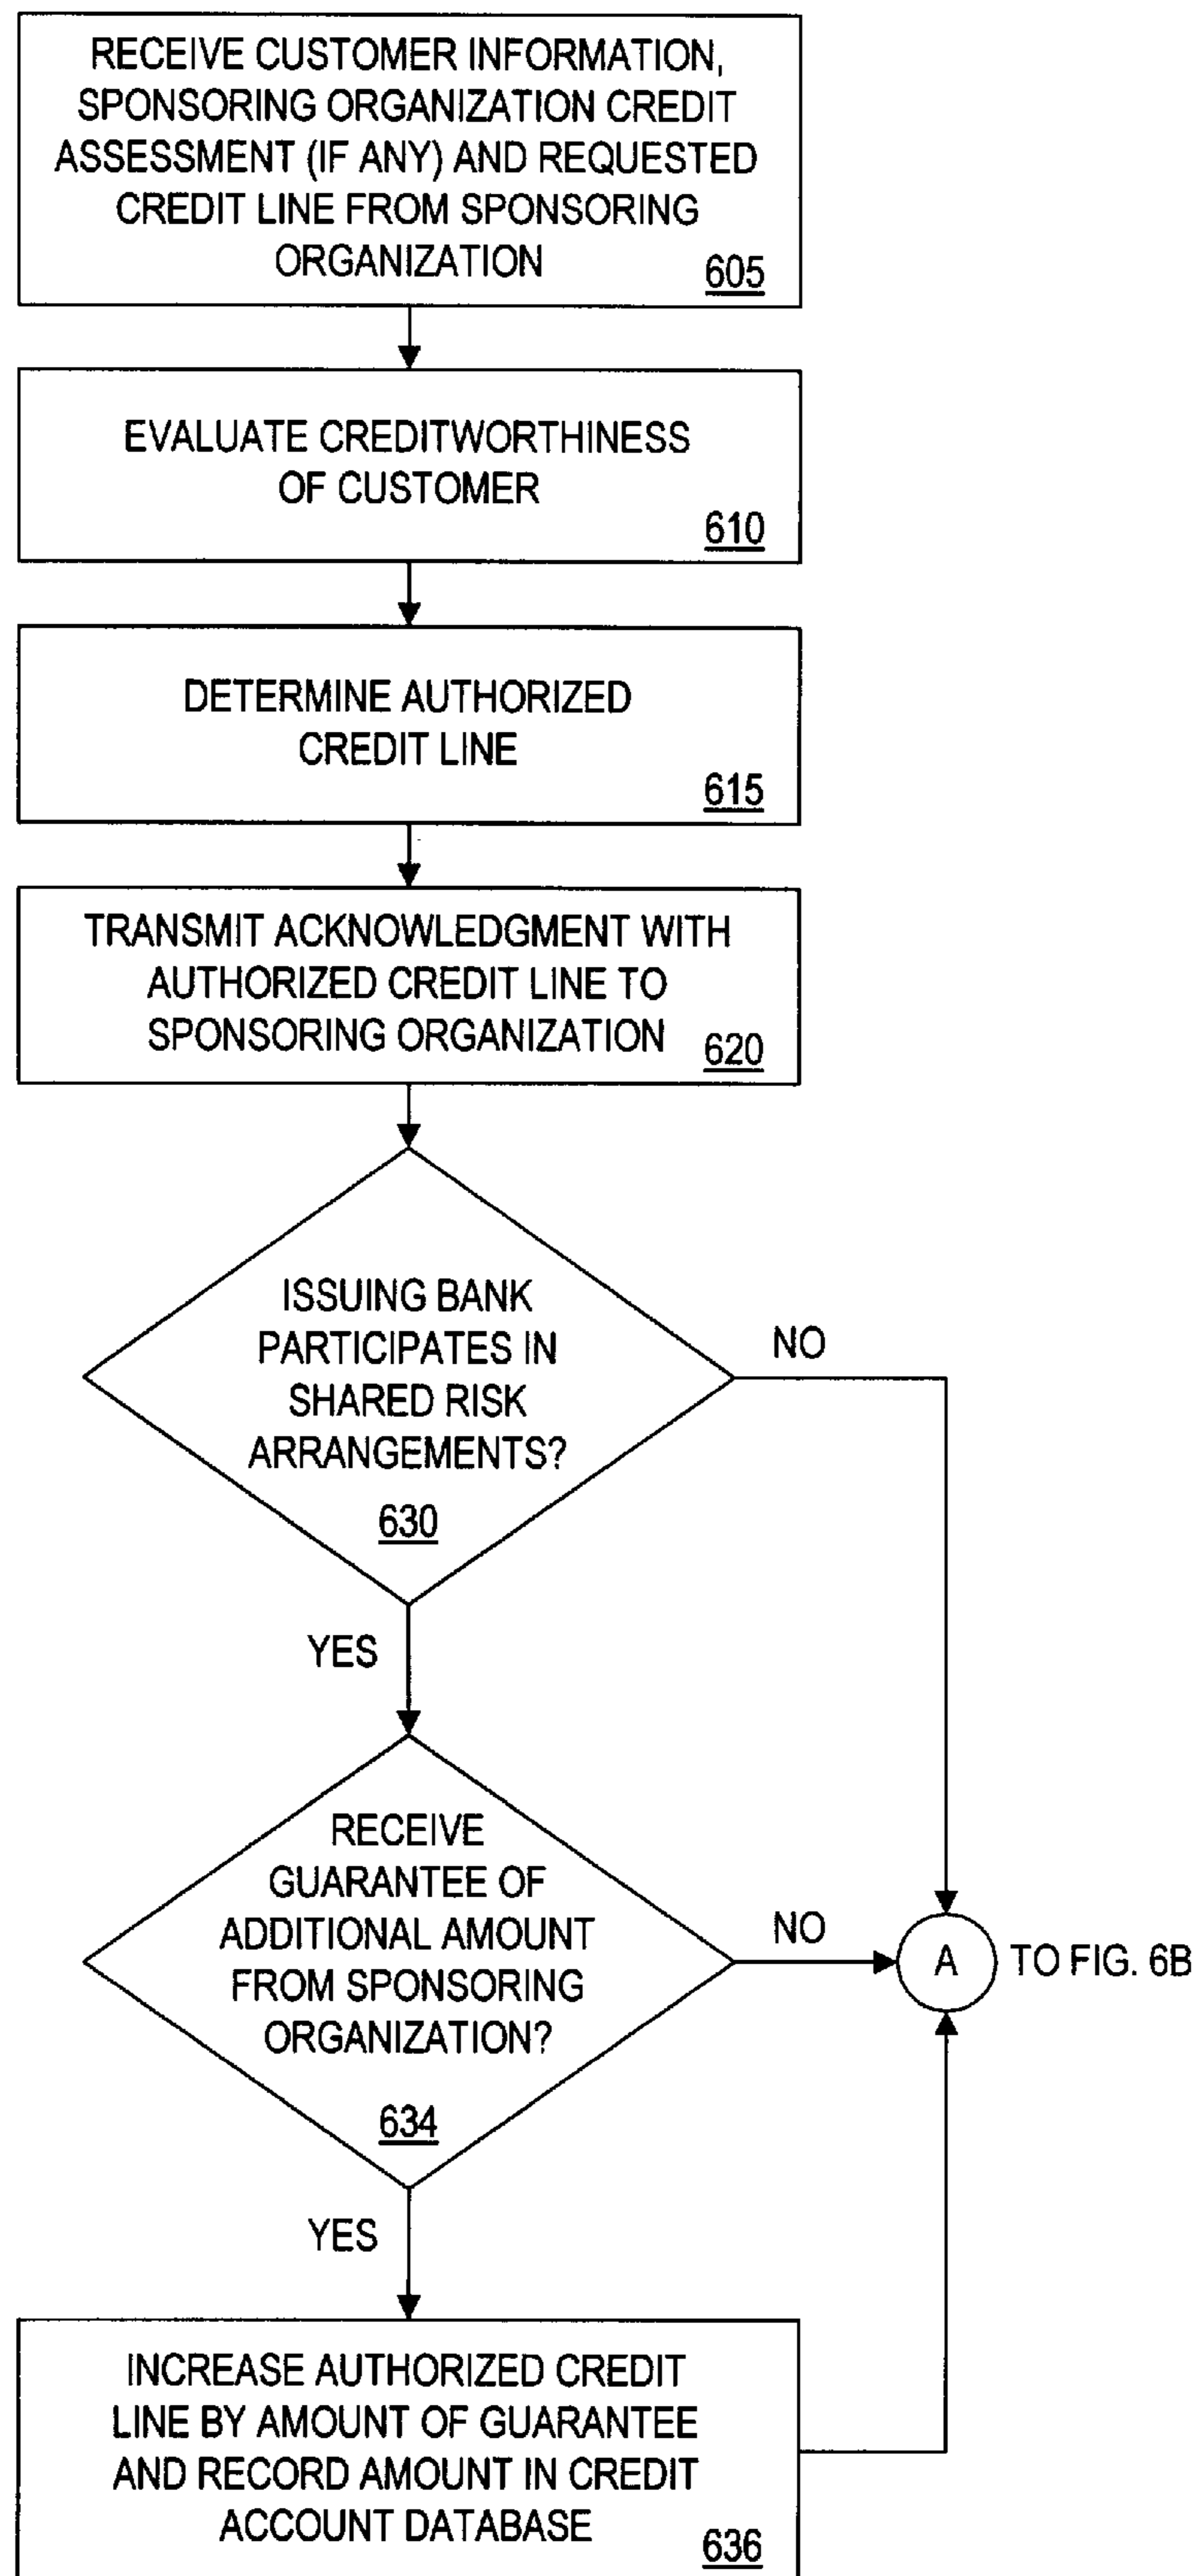 RECEIVE CUSTOMER INFORMATION,
SPONSORING ORGANIZATION CREDIT
ASSESSMENT (IF ANY) AND REQUESTED
CREDIT LINE FROM SPONSORING
ORGANIZATION
605
EVALUATE CREDITWORTHINESS
OF CUSTOMER
610
DETERMINE AUTHORIZED
CREDIT LINE
615
TRANSMIT ACKNOWLEDGMENT WITH
AUTHORIZED CREDIT LINE TO
SPONSORING ORGANIZATION
620
ISSUING BANK
PARTICIPATES IN
SHARED RISK
ARRANGEMENTS?
630
NO
YES
RECEIVE
GUARANTEE OF
ADDITIONAL AMOUNT
FROM SPONSORING
ORGANIZATION?
634
NO
A
TO FIG. 6B
YES
INCREASE AUTHORIZED CREDIT
LINE BY AMOUNT OF GUARANTEE
AND RECORD AMOUNT IN CREDIT
ACCOUNT DATABASE
636